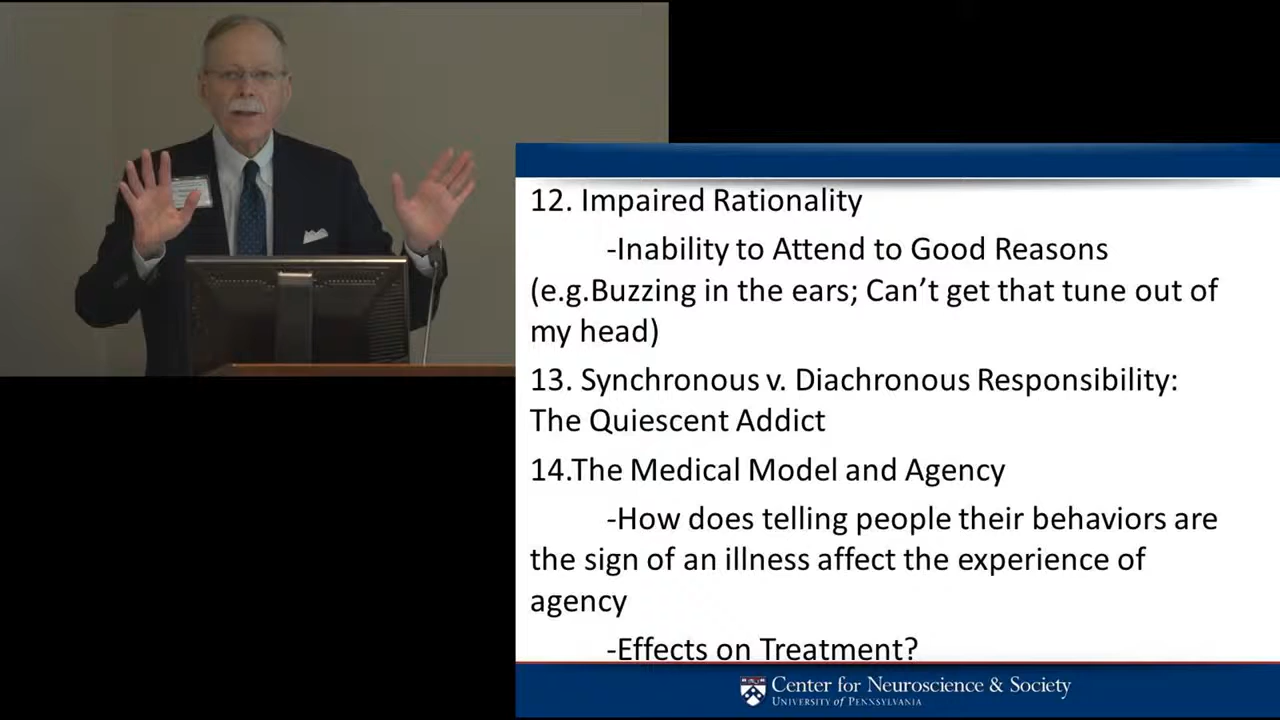 12. Impaired Rationality
-Inability to Attend to Good Reasons
(e.g.Buzzing in the ears; Can’t get that tune out of
my head)
13. Synchronous v. Diachronous Responsibility:
The Quiescent Addict
14.The Medical Model and Agency
-How does telling people their behaviors are
the sign of an illness affect the experience of
agency
-Effects on Treatment?
Center for Neuroscience & Society
UNIVERSITY of PENNSYLVANIA